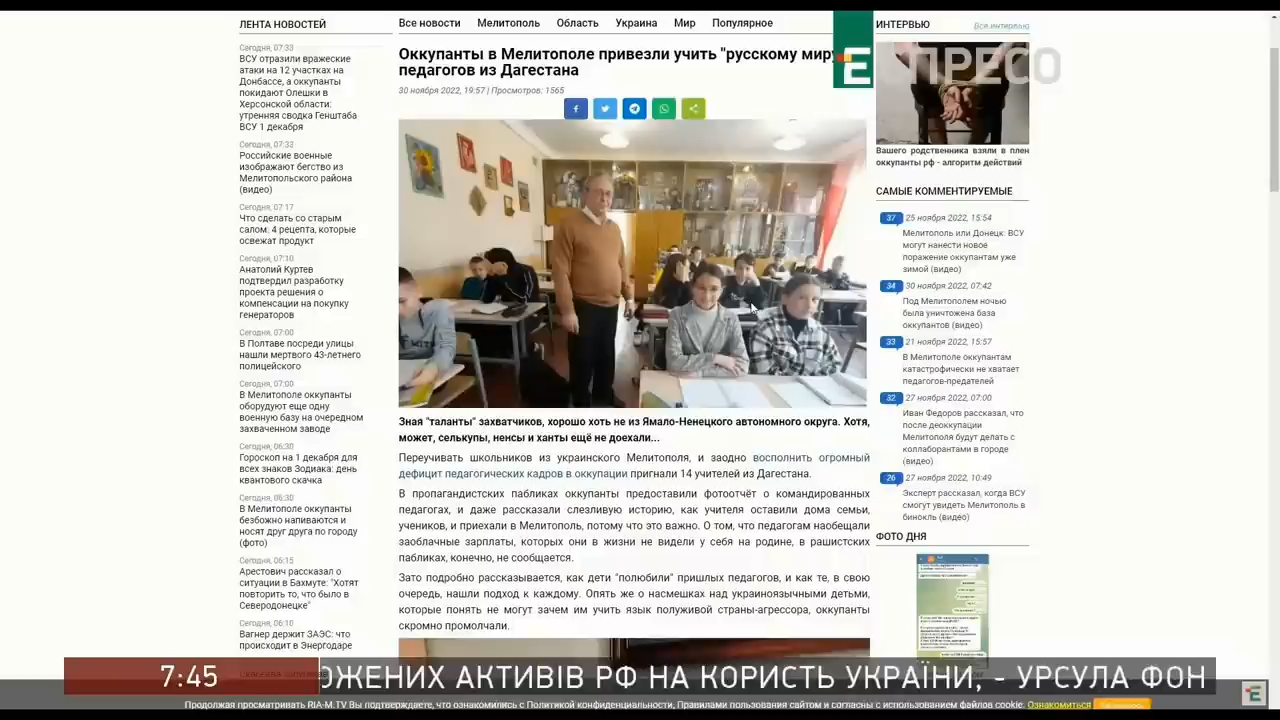 ЛЕНТА НОВОСТЕЙ
Сегодня, 07:33
ВСУ отразили вражеские
атаки на 12 участках на
Донбассе, а оккупанты
покидают Олешки в
Херсонской области:
утренняя сводка Генштаба
ВСУ 1 декабря
Сегодня, 07:33
Российские военные
изображают бегство из
Мелитопольского района
(видео)
Сегодня, 07:17
Что сделать со старым
салом: 4 рецепта, которые
освежат продукт
Сегодня, 07:10
Анатолий Куртев
подтвердил разработку
проекта решения о
компенсации на покупку
генераторов
Сегодня, 07:00
В Полтаве посреди улицы
нашли мертвого 43-летнего
полицейского
Сегодня, 07:00
В Мелитополе оккупанты
оборудуют еще одну
военную базу на очередном
захваченном заводе
Сегодня, 06:30
Гороскоп на 1 декабря для
всех знаков Зодиака: день
квантового скачка
Сегодня, 06:30
В Мелитополе оккупанты
безбожно напиваются и
носят друг друга по городу
(фото)
Сегодня, 06:15
Арестович рассказал о
ситуации в Бахмуте: "Хотят
повторить то, что было в
Северодонецке"
Сегодня, 06:10
Вагнер держит ЗАЭС: что
происходит в Энергодаре
Все новости Мелитополь Область Украина Мир Популярное
Оккупанты в Мелитополе привезли учить "русскому миру
педагогов из Дагестана
30 ноября 2022, 19:57 | Просмотров: 1565
Зная "таланты" захватчиков, хорошо хоть не из Ямало-Ненецкого автономного округа. Хотя,
может, селькупы, ненсы и ханты ещё не доехали...
Переучивать школьников из украинского Мелитополя, и заодно восполнить огромный
дефицит педагогических кадров в оккупации пригнали 14 учителей из Дагестана.
В пропагандистских пабликах оккупанты предоставили фотоотчёт о командированных
педагогах, и даже рассказали слезливую историю, как учителя оставили дома семьи,
учеников, и приехали в Мелитополь, потому что это важно. О том, что педагогам наобещали
заоблачные зарплаты, которых они в жизни не видели у себя на родине, в рашистских
пабликах, конечно, не сообщается.
Зато подробно рассказывается, как дети "полюбили" пришлых педагогов, и как те, в свою
очередь, нашли подход к каждому. Опять же о насмешках над украиноязычными детьми,
которые понять не могут зачем им учить язык полуживой страны-агрессора, оккупанты
скромно промолчали.
ИНТЕРВЬЮ Все интервью
ЕПРЕСО
Вашего родственника взяли в плен
оккупанты рф - алгоритм действий
САМЫЕ КОММЕНТИРУЕМЫЕ
37 25 ноября 2022, 15:54
Мелитополь или Донецк: ВСУ
могут нанести новое
поражение оккупантам уже
зимой (видео)
34 30 ноября 2022, 07:42
Под Мелитополем ночью
была уничтожена база
оккупантов (видео)
33 21 ноября 2022, 15:57
В Мелитополе оккупантам
катастрофически не хватает
педагогов-предателей
32 27 ноября 2022, 07:00
Иван Федоров рассказал, что
после деоккупации
Мелитополя будут делать с
коллаборантами в городе
(видео)
26 27 ноября 2022, 10:49
Эксперт рассказал, когда ВСУ
смогут увидеть Мелитополь в
бинокль (видео)
ФОТО ДНЯ
7:45 ОЖЕНИХ АКТИВІВ РФ НА КОРИСТЬ УКРАЇНИ, - УРСУЛА ФОН
Продолжая просматривать RIA-M.TV Вы подтверждаете, что ознакомились с Политикой конфиденциальности, Правилами пользования сайтом и согласны с использованием файлов cookie. Ознакомиться